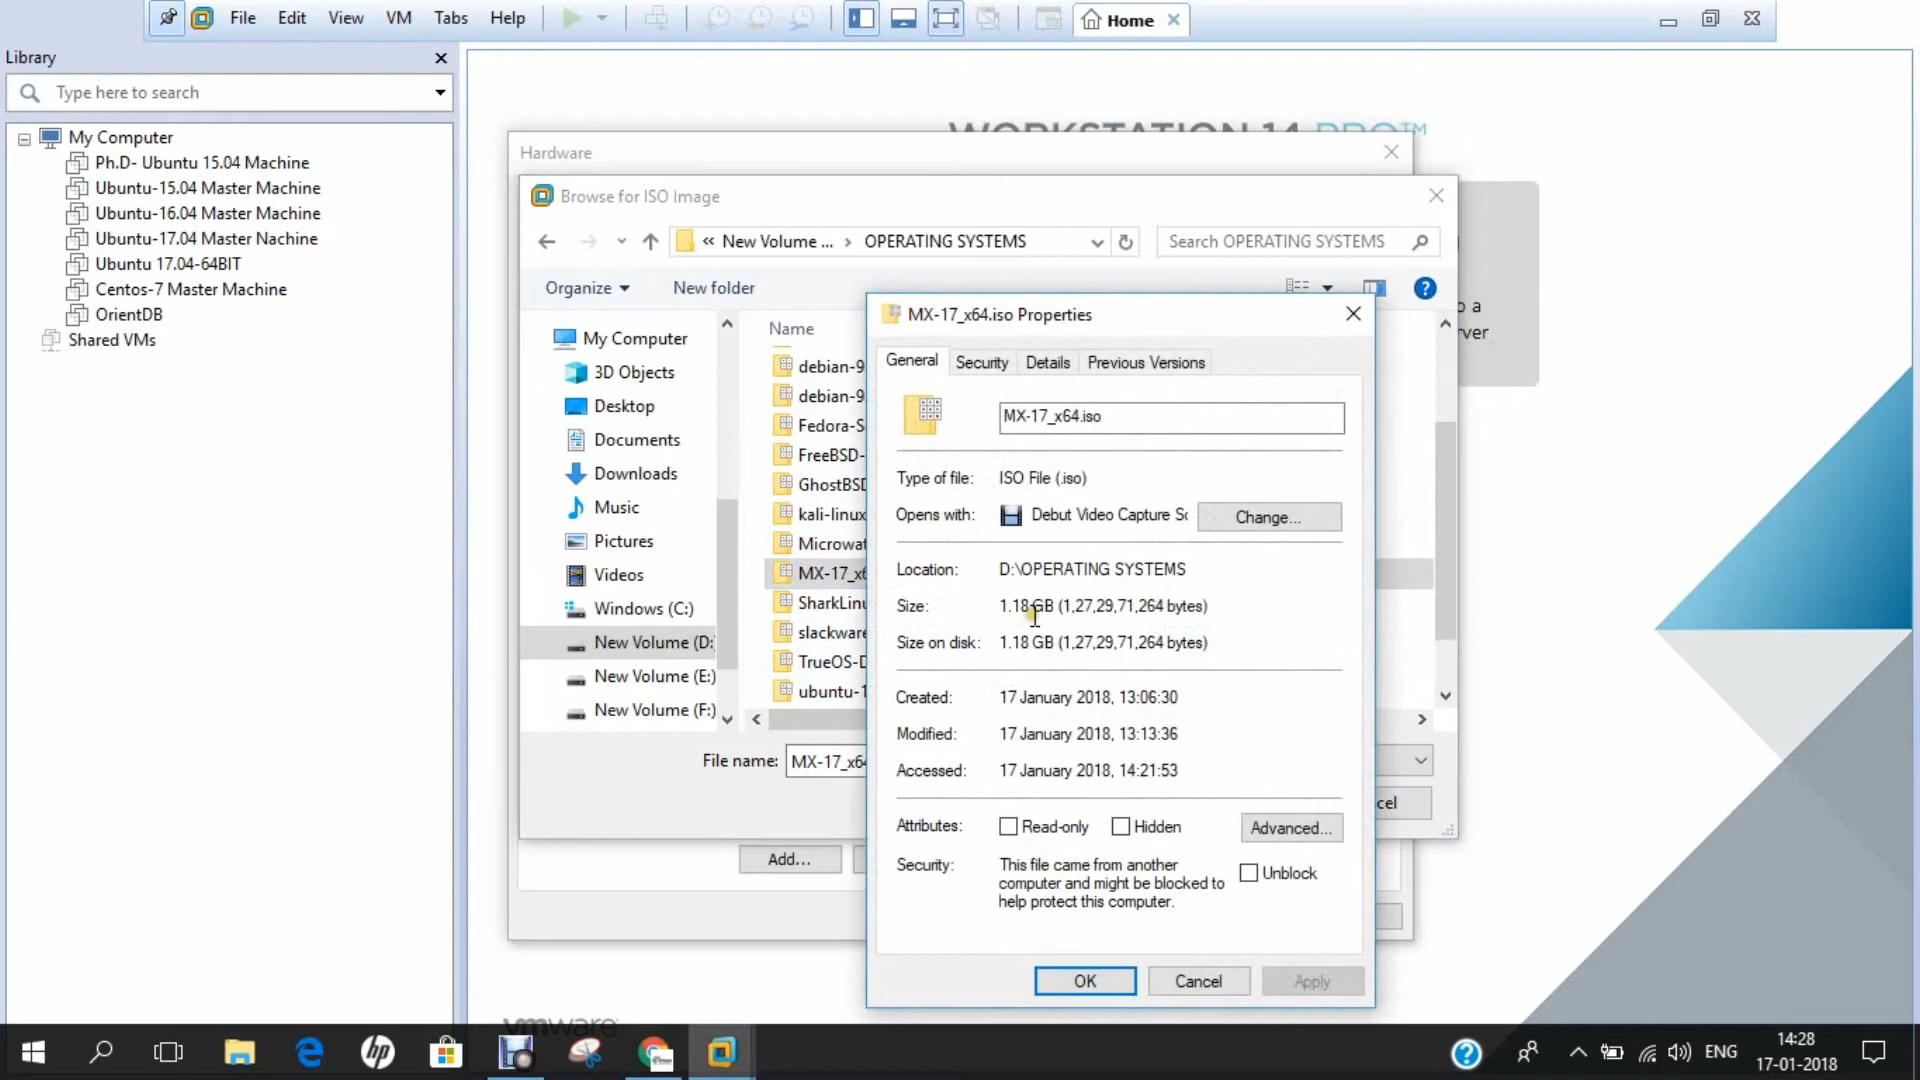 File Edit View VM Tabs Help
Home
Library
Type here to search
My Computer
Ph.D- Ubuntu 15.04 Machine
Ubuntu-15.04 Master Machine
Ubuntu-16.04 Master Machine
Ubuntu-17.04 Master Nachine
Ubuntu 17.04-64BIT
Centos-7 Master Machine
OrientDB
Shared VMs
WORKSTATION 14 PRO™
Hardware
Browse for ISO Image
« New Volume ... › OPERATING SYSTEMS
Search OPERATING SYSTEMS
Organize
New folder
My Computer
3D Objects
Desktop
Documents
Downloads
Music
Pictures
Videos
Windows (C:)
New Volume (D:
New Volume (E:)
New Volume (F:)
Name
debian-9
debian-9
Fedora-S
FreeBSD-
GhostBSD
kali-linux
Microwat
MX-17_x6
SharkLinu
slackware
TrueOS-D
ubuntu-1
File name: MX-17_x64
cel
Add...
o a
ver
MX-17_x64.iso Properties
General Security Details Previous Versions
MX-17_x64.iso
Type of file: ISO File (.iso)
Opens with: Debut Video Capture Sc Change...
Location: D:\OPERATING SYSTEMS
Size: 1.18 GB (1,27,29,71,264 bytes)
Size on disk: 1.18 GB (1,27,29,71,264 bytes)
Created: 17 January 2018, 13:06:30
Modified: 17 January 2018, 13:13:36
Accessed: 17 January 2018, 14:21:53
Attributes: Read-only Hidden Advanced...
Security: This file came from another
computer and might be blocked to
help protect this computer.
Unblock
OK Cancel Apply
vmware
hp
ENG
14:28
17-01-2018